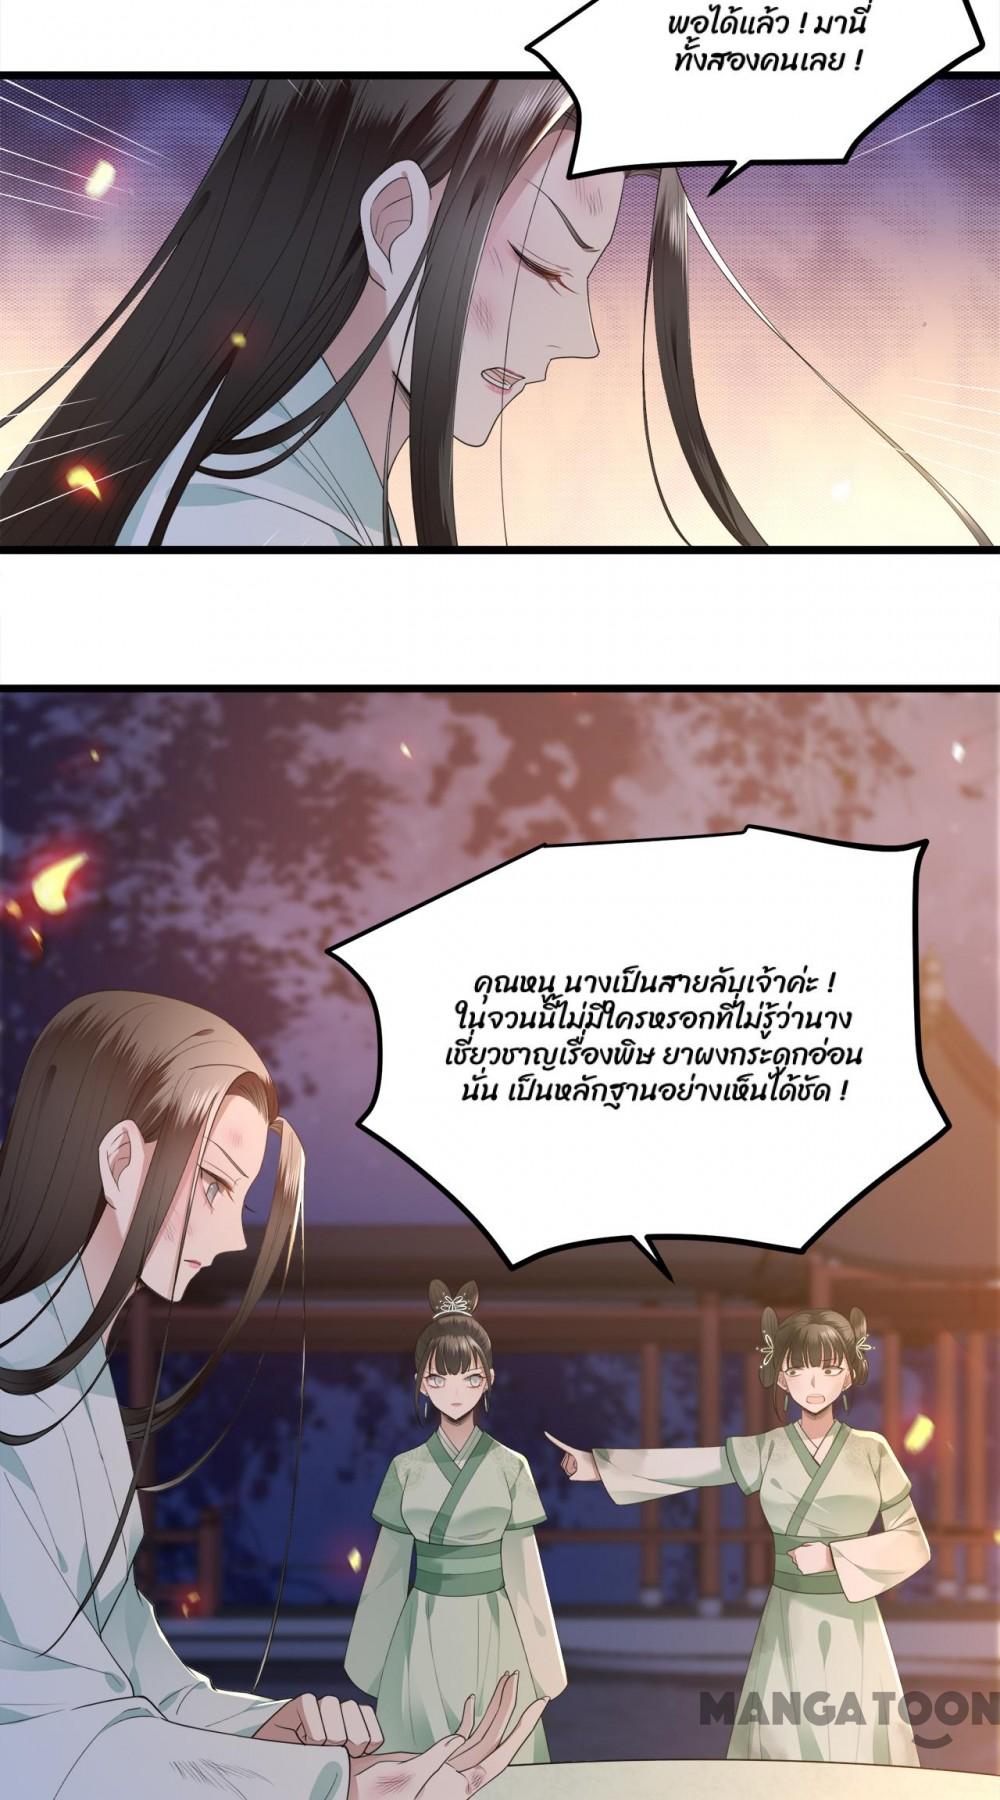 พอได้แล้ว ! มานี่
ทั้งสองคนเลย !
คุณหนู นางเป็นสายลับเจ้าค่ะ !
ในจวนนี้ไม่มีใครหรอกที่ไม่รู้ว่านาง
เชี่ยวชาญเรื่องพิษ ยาผงกระดูกอ่อน
นั่น เป็นหลักฐานอย่างเห็นได้ชัด !
MANGATOON